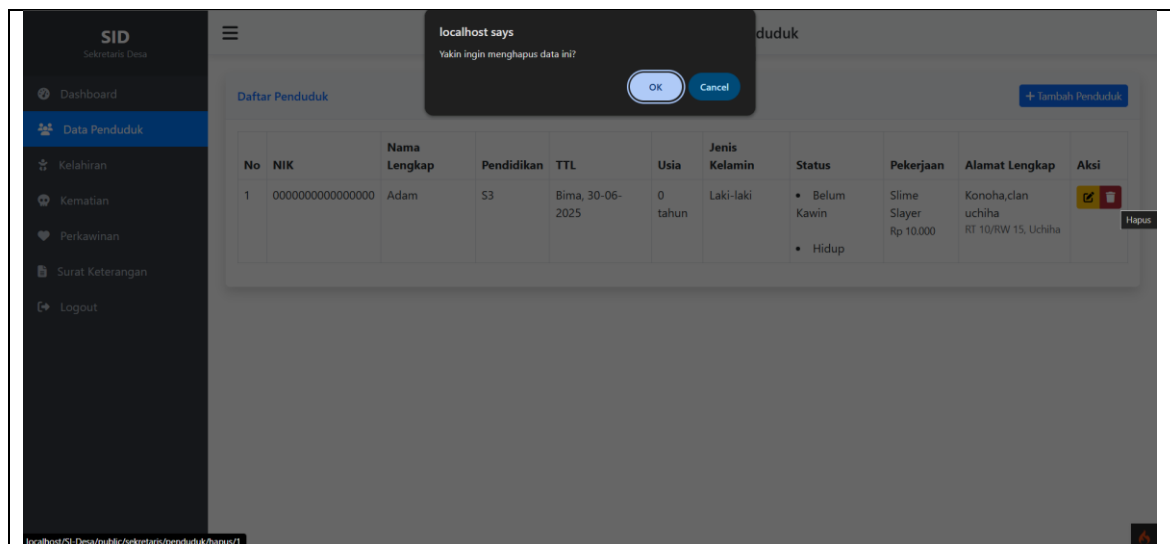 SID
Sekretaris Desa
Dashboard
Data Penduduk
Kelahiran
Kematian
Perkawinan
Surat Keterangan
Logout
localhost says
Yakin ingin menghapus data ini?
OK
Cancel
duduk
Daftar Penduduk
+ Tambah Penduduk
No NIK Nama Lengkap Pendidikan TTL Usia Jenis Kelamin Status Pekerjaan Alamat Lengkap Aksi
1 0000000000000000 Adam S3 Bima, 30-06-2025 0 tahun Laki-laki • Belum Kawin • Hidup Slime Slayer Rp 10.000 Konoha,clan uchiha RT 10/RW 15, Uchiha
Hapus
localhost/SI-Desa/public/sekretaris/penduduk/hapus/1